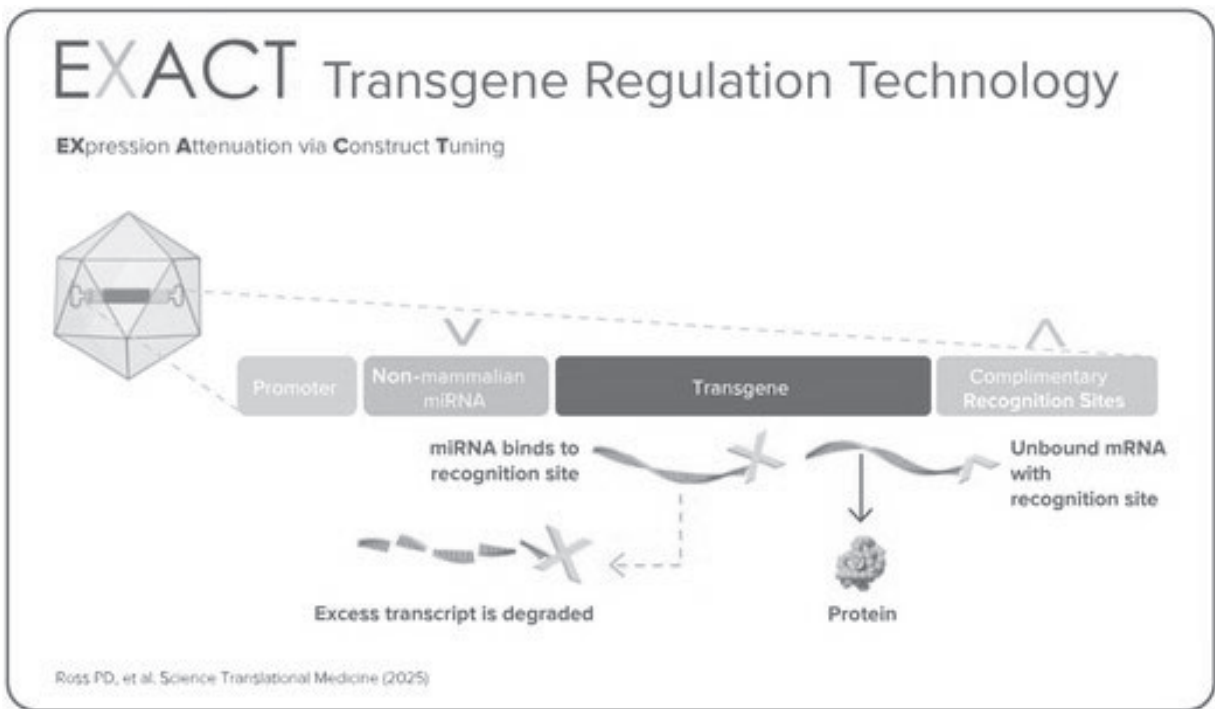 EXACT Transgene Regulation Technology
EXpression Attenuation via Construct Tuning
Promoter
Non-mammalian
miRNA
Transgene
Complimentary
Recognition Sites
miRNA binds to
recognition site
Unbound mRNA
with
recognition site
Excess transcript is degraded
Protein
Ross PD, et al. Science Translational Medicine (2025)